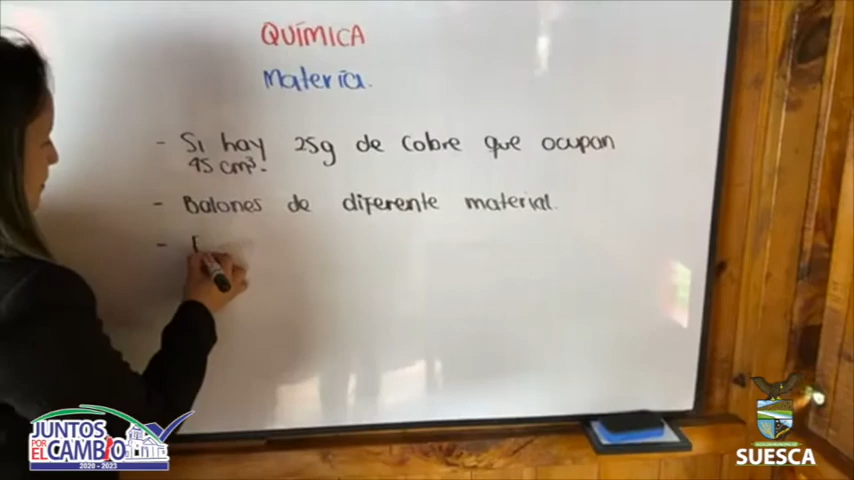 QUÍMICA
Materia.
- Si hay 25g de cobre que ocupan
45 cm³.
- Balones de diferente material.
-
JUNTOS
POR EL CAMBIO
2020 - 2023
SUESCA